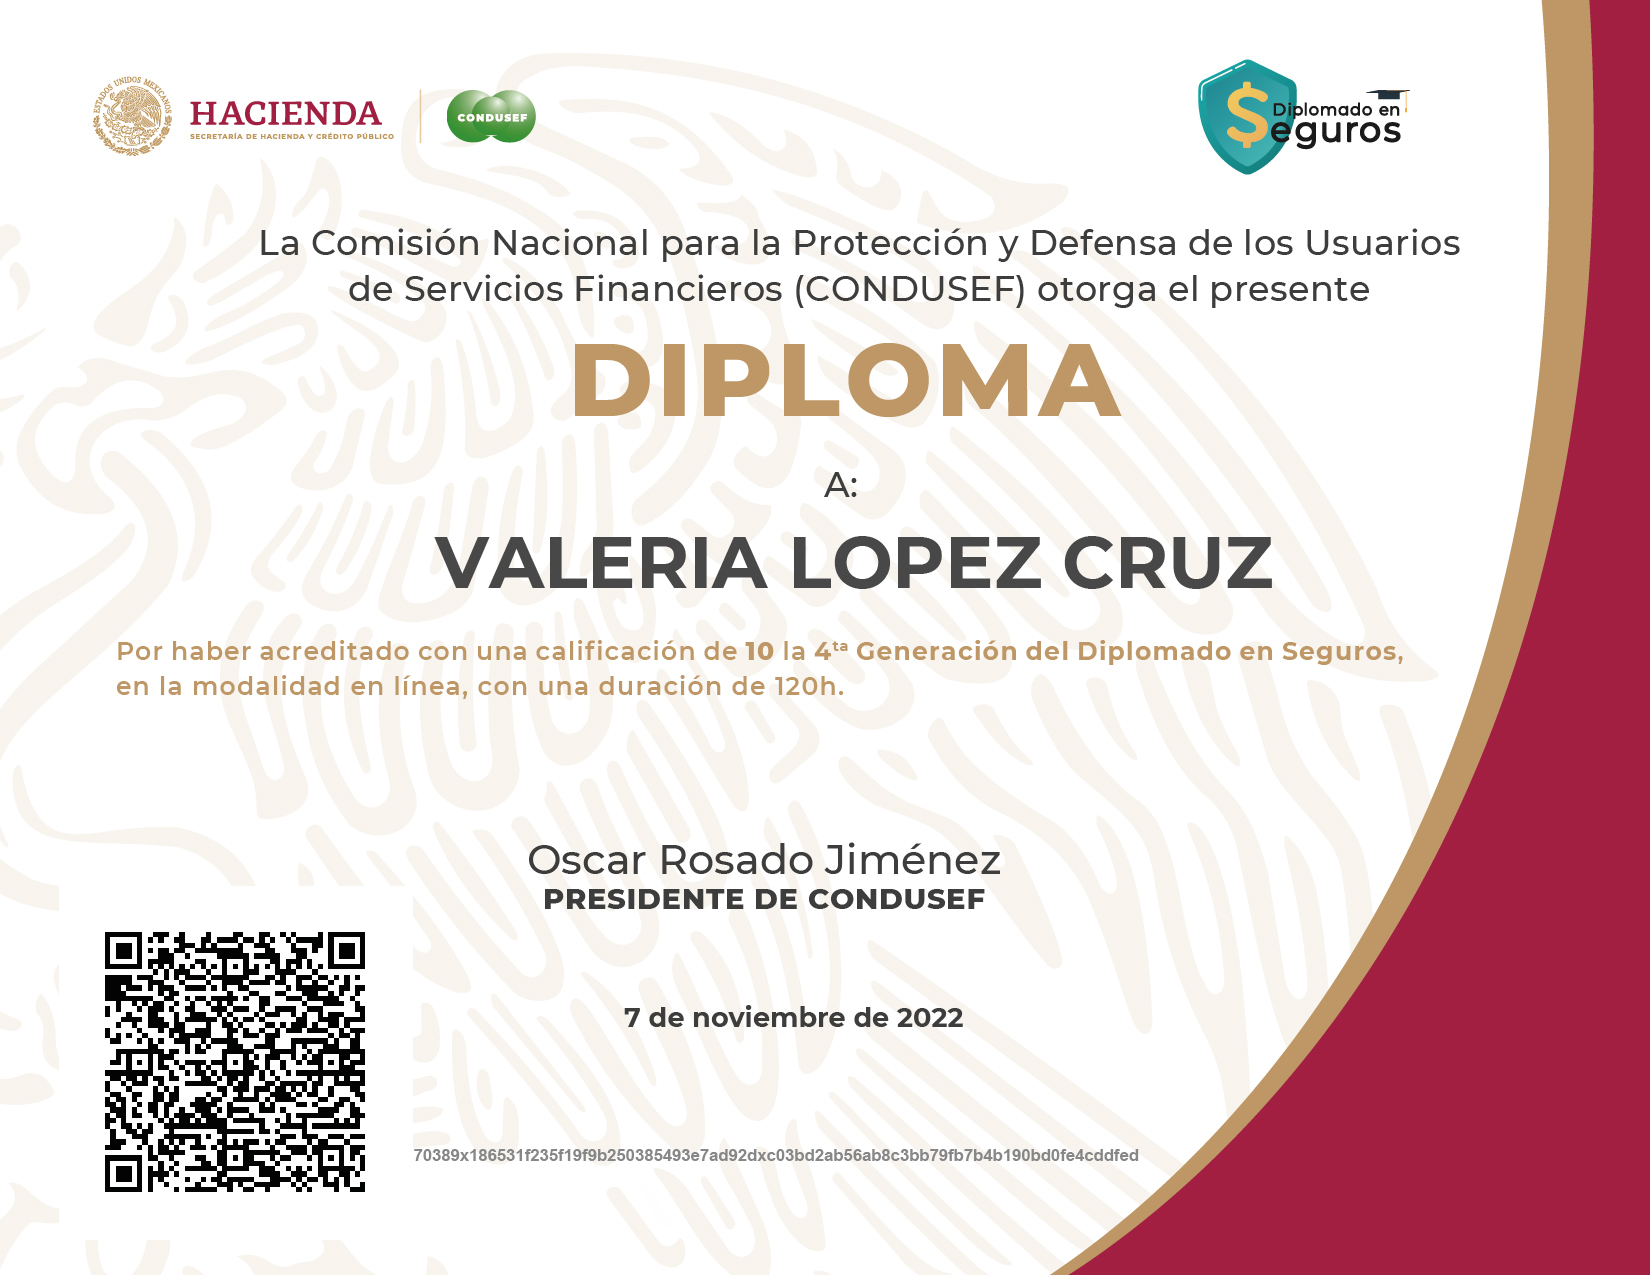 ESTADOS UNIDOS MEXICANOS
HACIENDA
SECRETARÍA DE HACIENDA Y CRÉDITO PÚBLICO
CONDUSEF
Diplomado en
$eguros
La Comisión Nacional para la Protección y Defensa de los Usuarios
de Servicios Financieros (CONDUSEF) otorga el presente
DIPLOMA
A:
VALERIA LOPEZ CRUZ
Por haber acreditado con una calificación de 10 la 4ta Generación del Diplomado en Seguros,
en la modalidad en línea, con una duración de 120h.
Oscar Rosado Jiménez
PRESIDENTE DE CONDUSEF
7 de noviembre de 2022
70389x186531f235f19f9b250385493e7ad92dxc03bd2ab56ab8c3bb79fb7b4b190bd0fe4cddfed